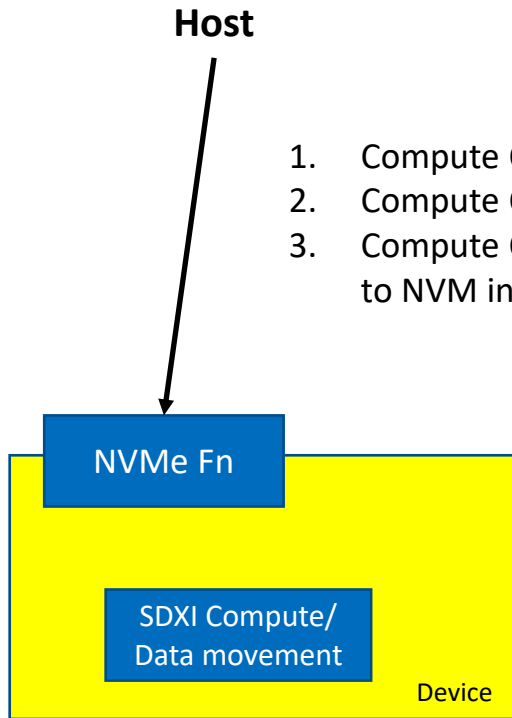 Host
1. Compute
2. Compute
3. Compute
to NVM in
NVMe Fn
SDXI Compute/
Data movement
Device